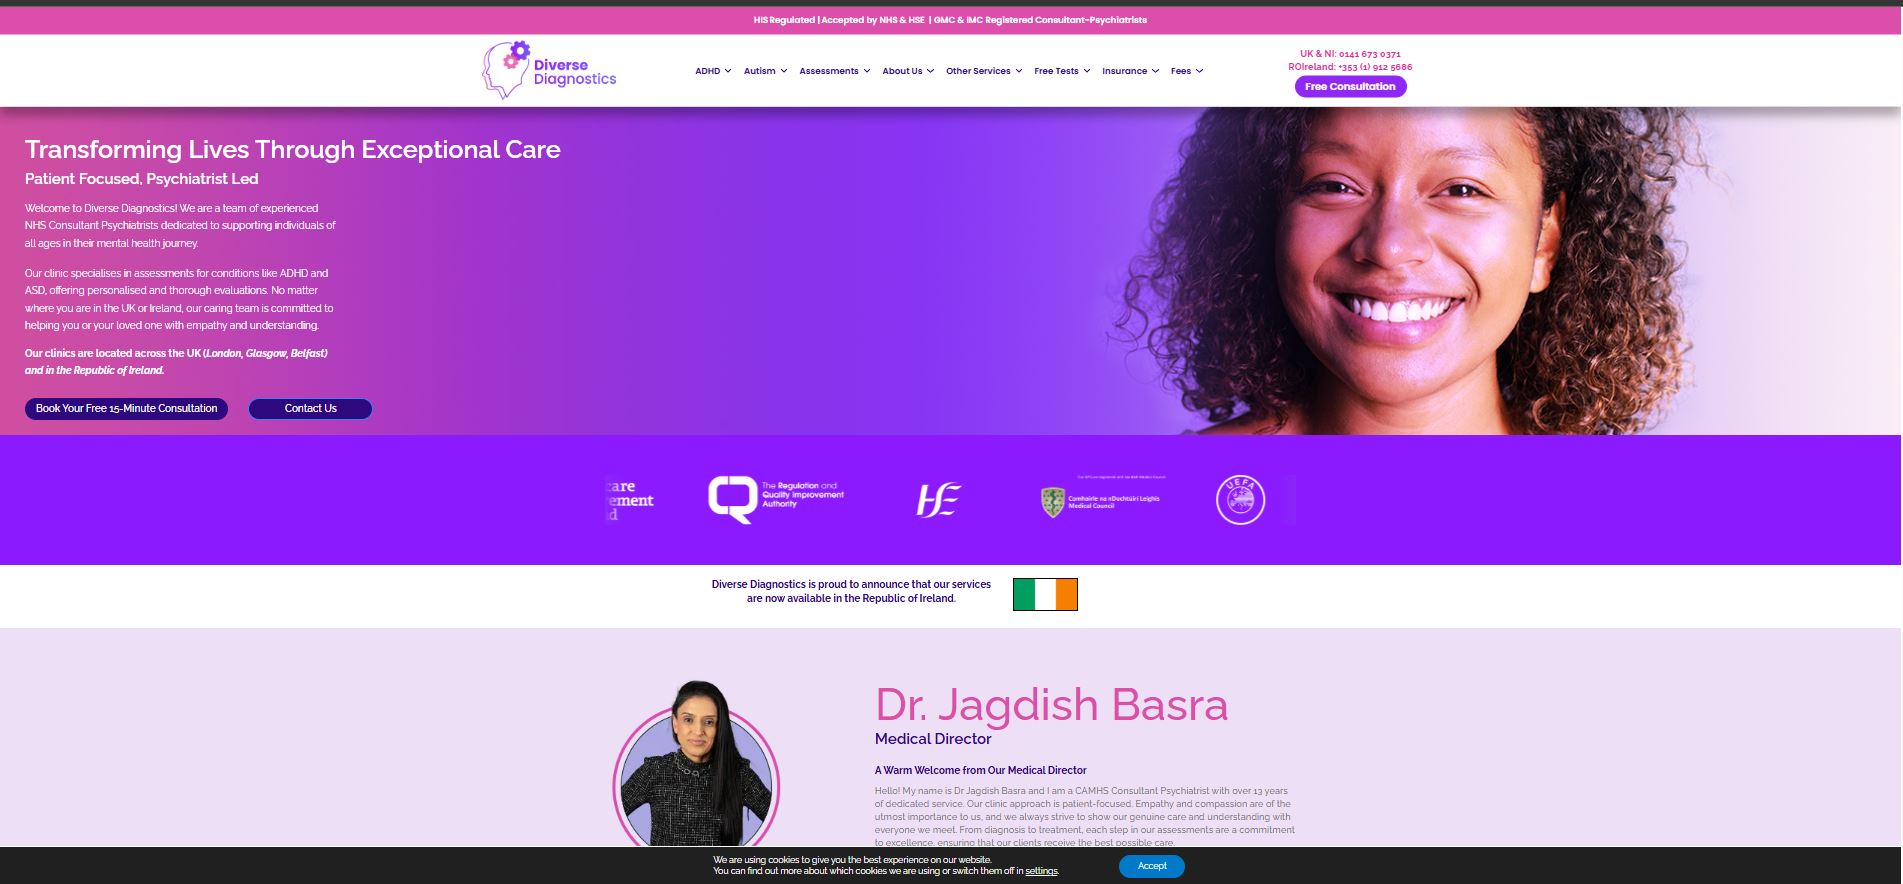 HIS Regulated | Accepted by NHS & HSE | GMC & IMC Registered Consultant-Psychiatrists
Diverse
Diagnostics
ADHD
Autism
Assessments
About Us
Other Services
Free Tests
Insurance
Fees
UK & NI: 0141 673 0371
ROIreland: +353 (1) 912 5686
Free Consultation
Transforming Lives Through Exceptional Care
Patient Focused, Psychiatrist Led
Welcome to Diverse Diagnostics! We are a team of experienced
NHS Consultant Psychiatrists dedicated to supporting individuals of
all ages in their mental health journey.
Our clinic specialises in assessments for conditions like ADHD and
ASD, offering personalised and thorough evaluations. No matter
where you are in the UK or Ireland, our caring team is committed to
helping you or your loved one with empathy and understanding.
Our clinics are located across the UK (London, Glasgow, Belfast)
and in the Republic of Ireland.
Book Your Free 15-Minute Consultation
Contact Us
The Regulation and
Quality Improvement
Authority
Comhairle na nDochtúirí Leighis
Medical Council
UEFA
Diverse Diagnostics is proud to announce that our services
are now available in the Republic of Ireland.
Dr. Jagdish Basra
Medical Director
A Warm Welcome from Our Medical Director
Hello! My name is Dr Jagdish Basra and I am a CAMHS Consultant Psychiatrist with over 13 years
of dedicated service. Our clinic approach is patient-focused. Empathy and compassion are of the
utmost importance to us, and we always strive to show our genuine care and understanding with
everyone we meet. From diagnosis to treatment, each step in our assessments are a commitment
to excellence, ensuring that our clients receive the best possible care.
We are using cookies to give you the best experience on our website.
You can find out more about which cookies we are using or switch them off in settings.
Accept